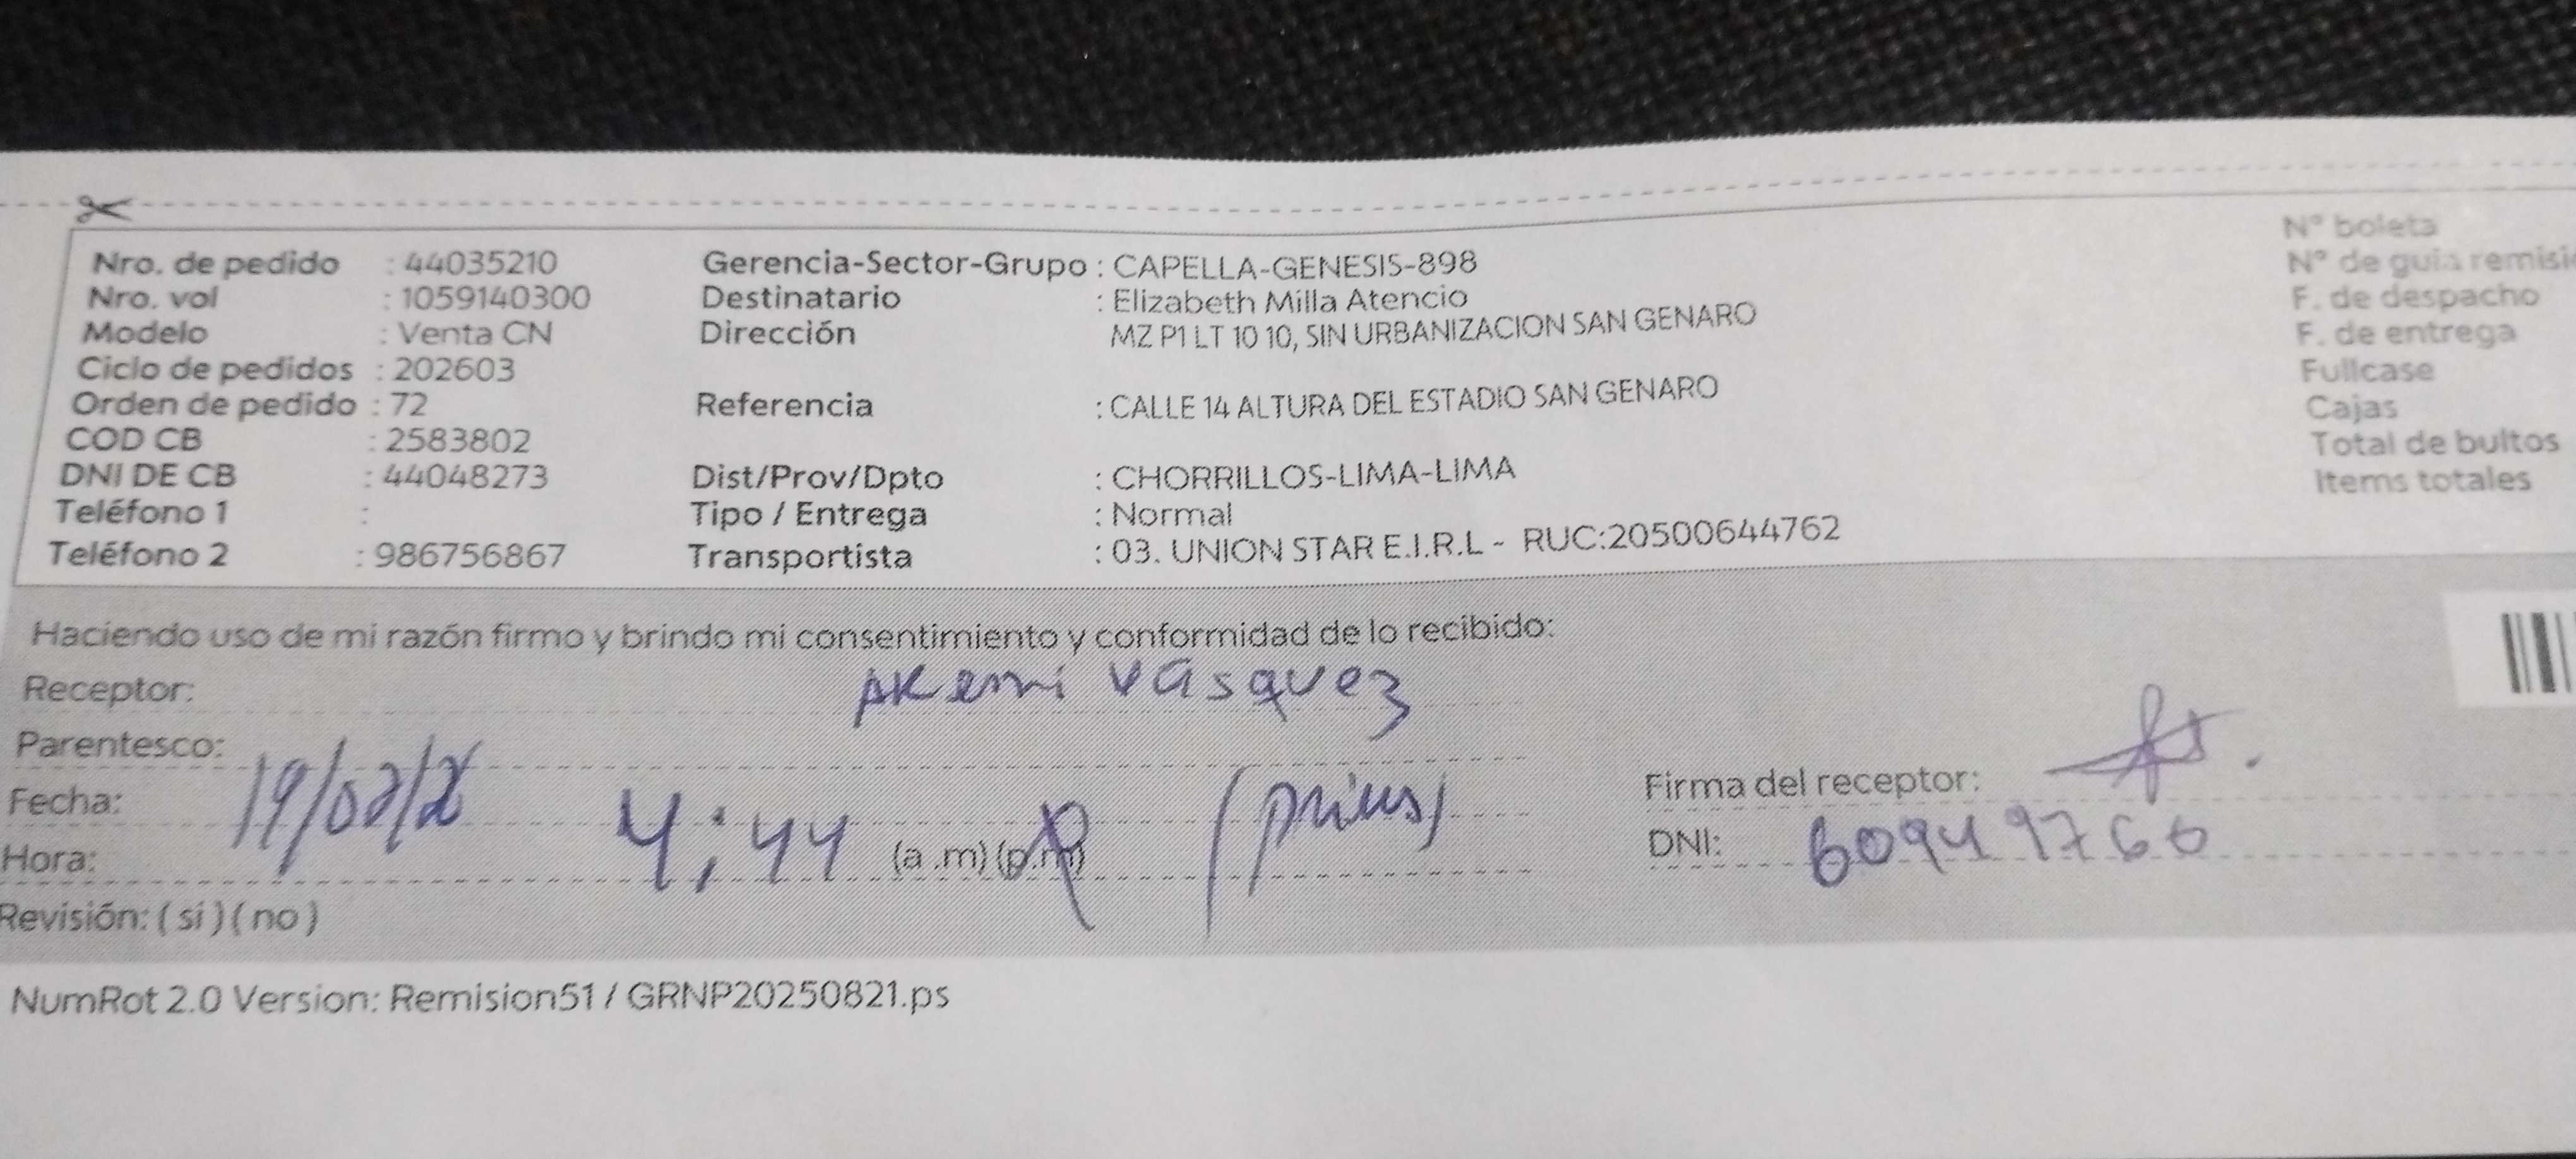 Nro. de pedido : 44035210 Gerencia-Sector-Grupo : CAPELLA-GENESIS-898 N° boleta
Nro. vol : 1059140300 Destinatario : Elizabeth Milla Atencio N° de guia remisi
Modelo : Venta CN Dirección MZ P1 LT 10 10, SIN URBANIZACION SAN GENARO F. de despacho
Ciclo de pedidos : 202603 F. de entrega
Orden de pedido : 72 Referencia : CALLE 14 ALTURA DEL ESTADIO SAN GENARO Fullcase
COD CB : 2583802 Cajas
DNI DE CB : 44048273 Dist/Prov/Dpto : CHORRILLOS-LIMA-LIMA Total de bultos
Teléfono 1 : Tipo / Entrega : Normal Items totales
Teléfono 2 : 986756867 Transportista : 03. UNION STAR E.I.R.L - RUC:20500644762
Haciendo uso de mi razón firmo y brindo mi consentimiento y conformidad de lo recibido:
Receptor: Akemi Vasquez
Parentesco:
Fecha: Firma del receptor:
Hora: 4:44 (a .m) (p.m) DNI: 60949766
Revisión: ( si ) ( no )
NumRot 2.0 Version: Remision51 / GRNP20250821.ps